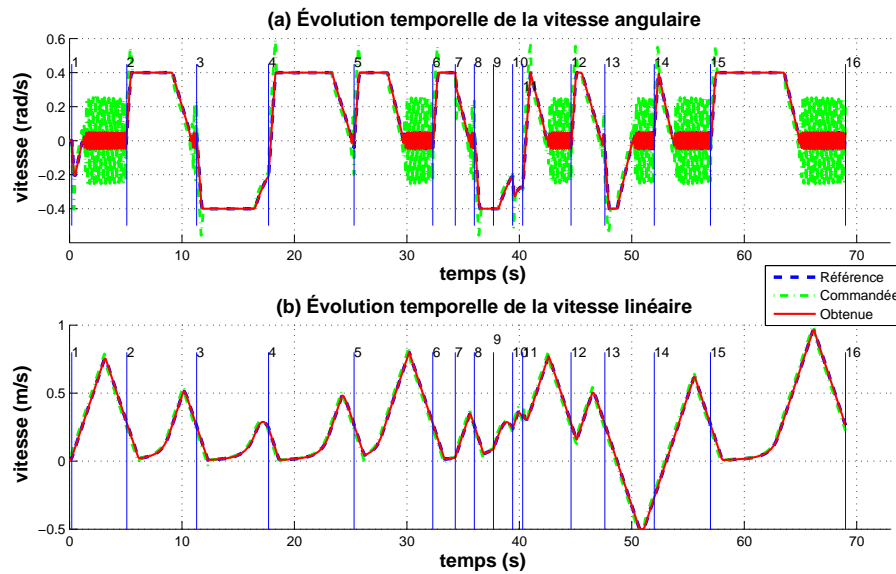 (a) Évolution temporelle de la vitesse angulaire
0.6
0.4
0.2
0
−0.2
−0.4
vitesse (rad/s)
1 2 3 4 5 6 7 8 9 10 11 12 13 14 15 16
0 10 20 30 40 50 60 70
temps (s)
Référence
Commandée
Obtenue
(b) Évolution temporelle de la vitesse linéaire
1
0.5
0
−0.5
vitesse (m/s)
1 2 3 4 5 6 7 8 9 10 11 12 13 14 15 16
0 10 20 30 40 50 60 70
temps (s)